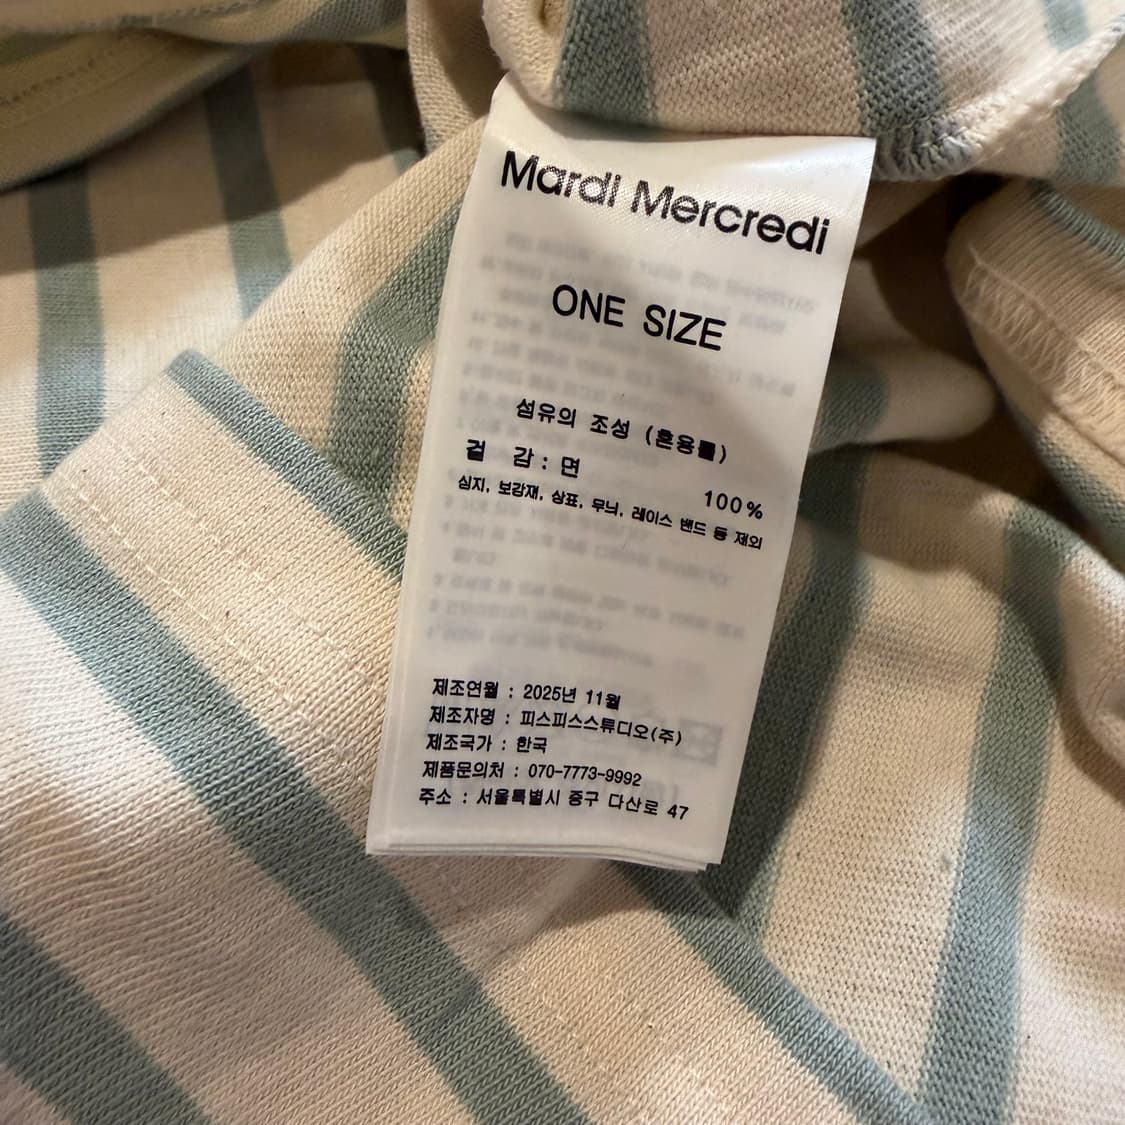 Mardi Mercredi
ONE SIZE
섬유의 조성 (혼용률)
겉 감 : 면 100%
심지, 보강재, 상표, 무늬, 레이스 밴드 등 제외
제조연월 : 2025년 11월
제조자명 : 피스피스스튜디오(주)
제조국가 : 한국
제품문의처 : 070-7773-9992
주소 : 서울특별시 중구 다산로 47